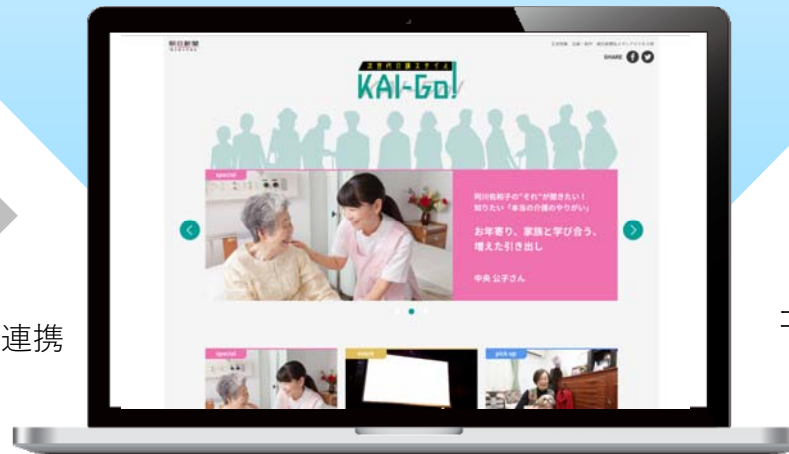 朝日新聞
DIGITAL
SHARE
次世代介護スタイル
KAI-Go!
special
阿川佐和子の“それ”が聞きたい！
知りたい「本当の介護のやりがい」
お年寄り、家族と学び合う、
増えた引き出し
中央 公子さん
連携
special
event
pick up